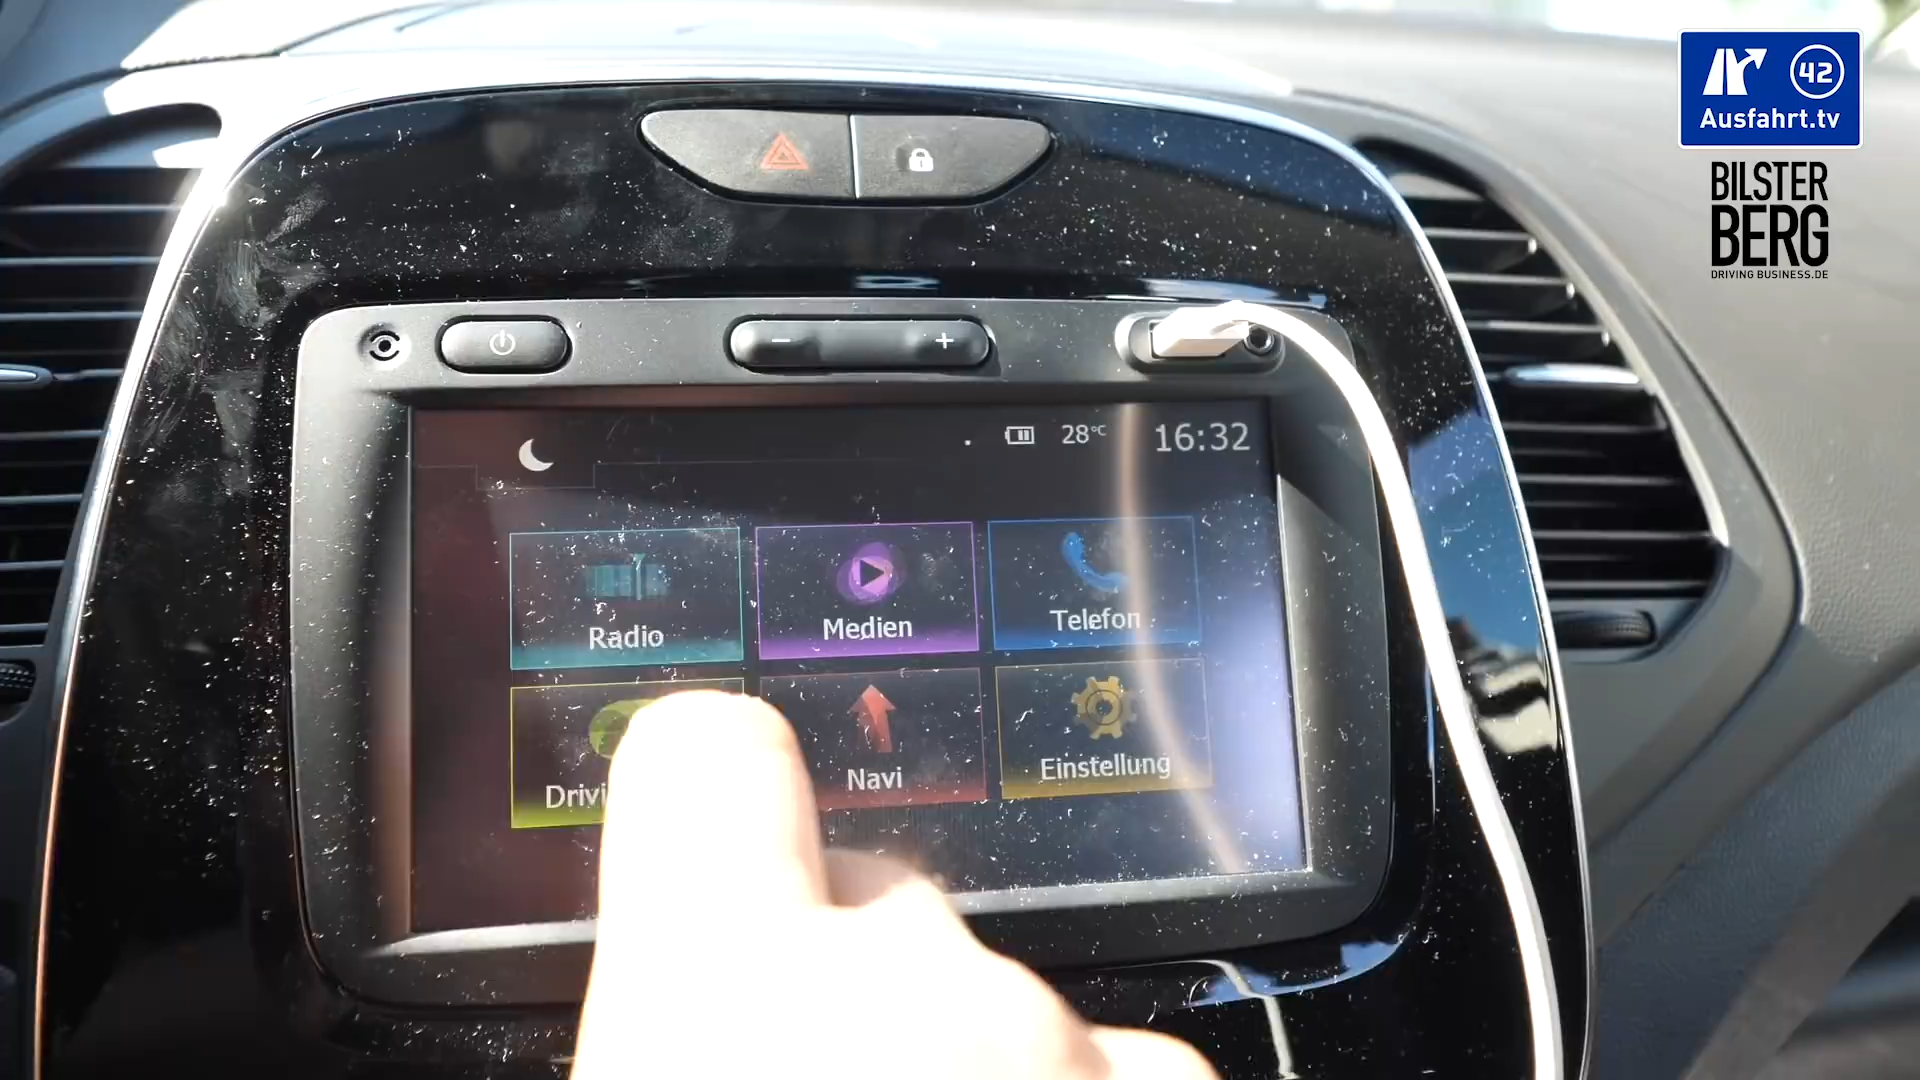 42
Ausfahrt.tv
BILSTER
BERG
DRIVING BUSINESS.DE
28°C
16:32
Radio
Medien
Telefon
Navi
Einstellung